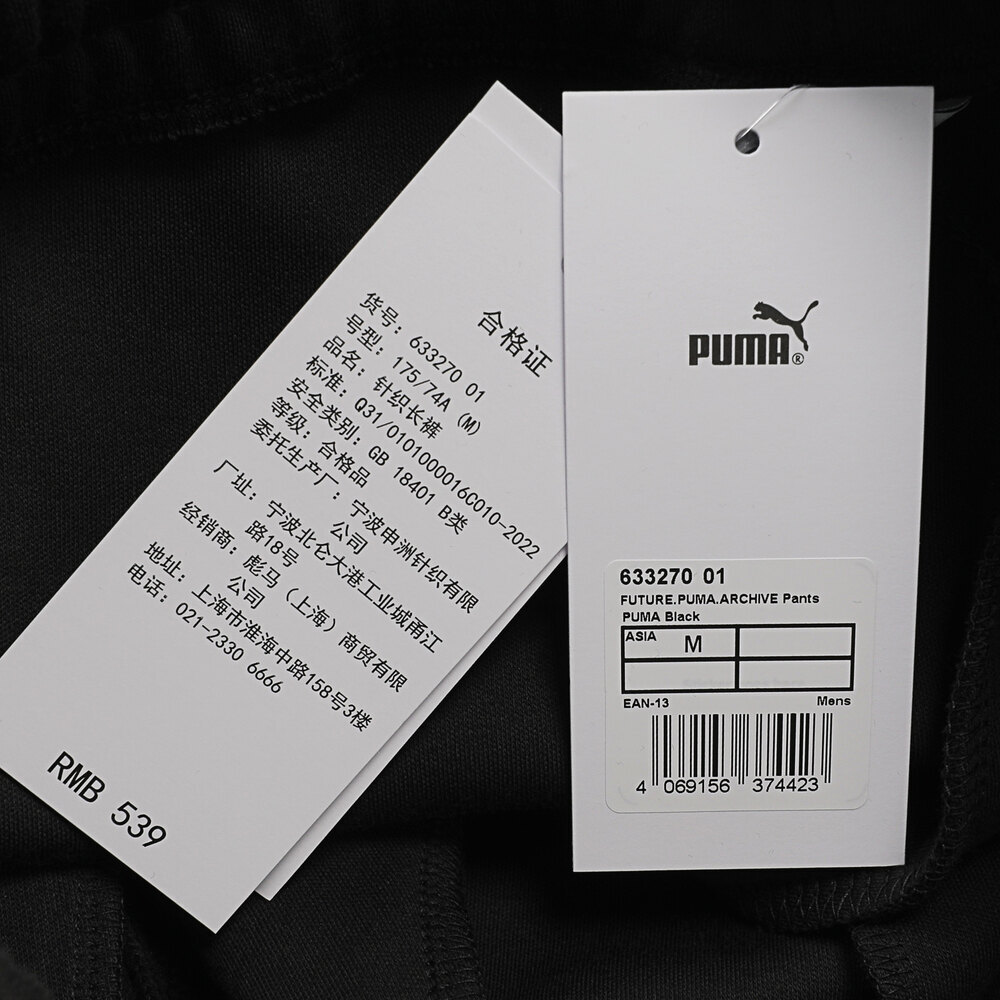 合格证
货号: 633270 01
号型: 175/74A (M)
品名: 针织长裤
标准: Q31/0101000016C010-2022
安全类别: GB 18401 B类
等级: 合格品
委托生产厂: 宁波申洲针织有限
公司
厂址: 宁波北仑大港工业城甬江
路18号
经销商: 彪马(上海)商贸有限
公司
地址: 上海市淮海中路158号3楼
电话: 021-2330 6666
RMB 539
PUMA®
633270 01
FUTURE.PUMA.ARCHIVE Pants
PUMA Black
ASIA M
EAN-13 Mens
4 069156 374423